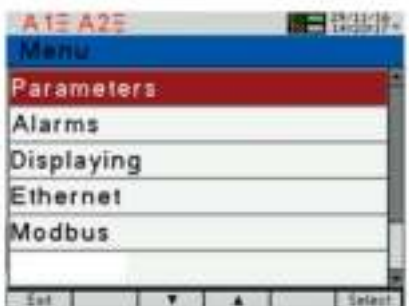 A1 A2
Menu
Parameters
Alarms
Displaying
Ethernet
Modbus
Exit ▼ ▲ Select